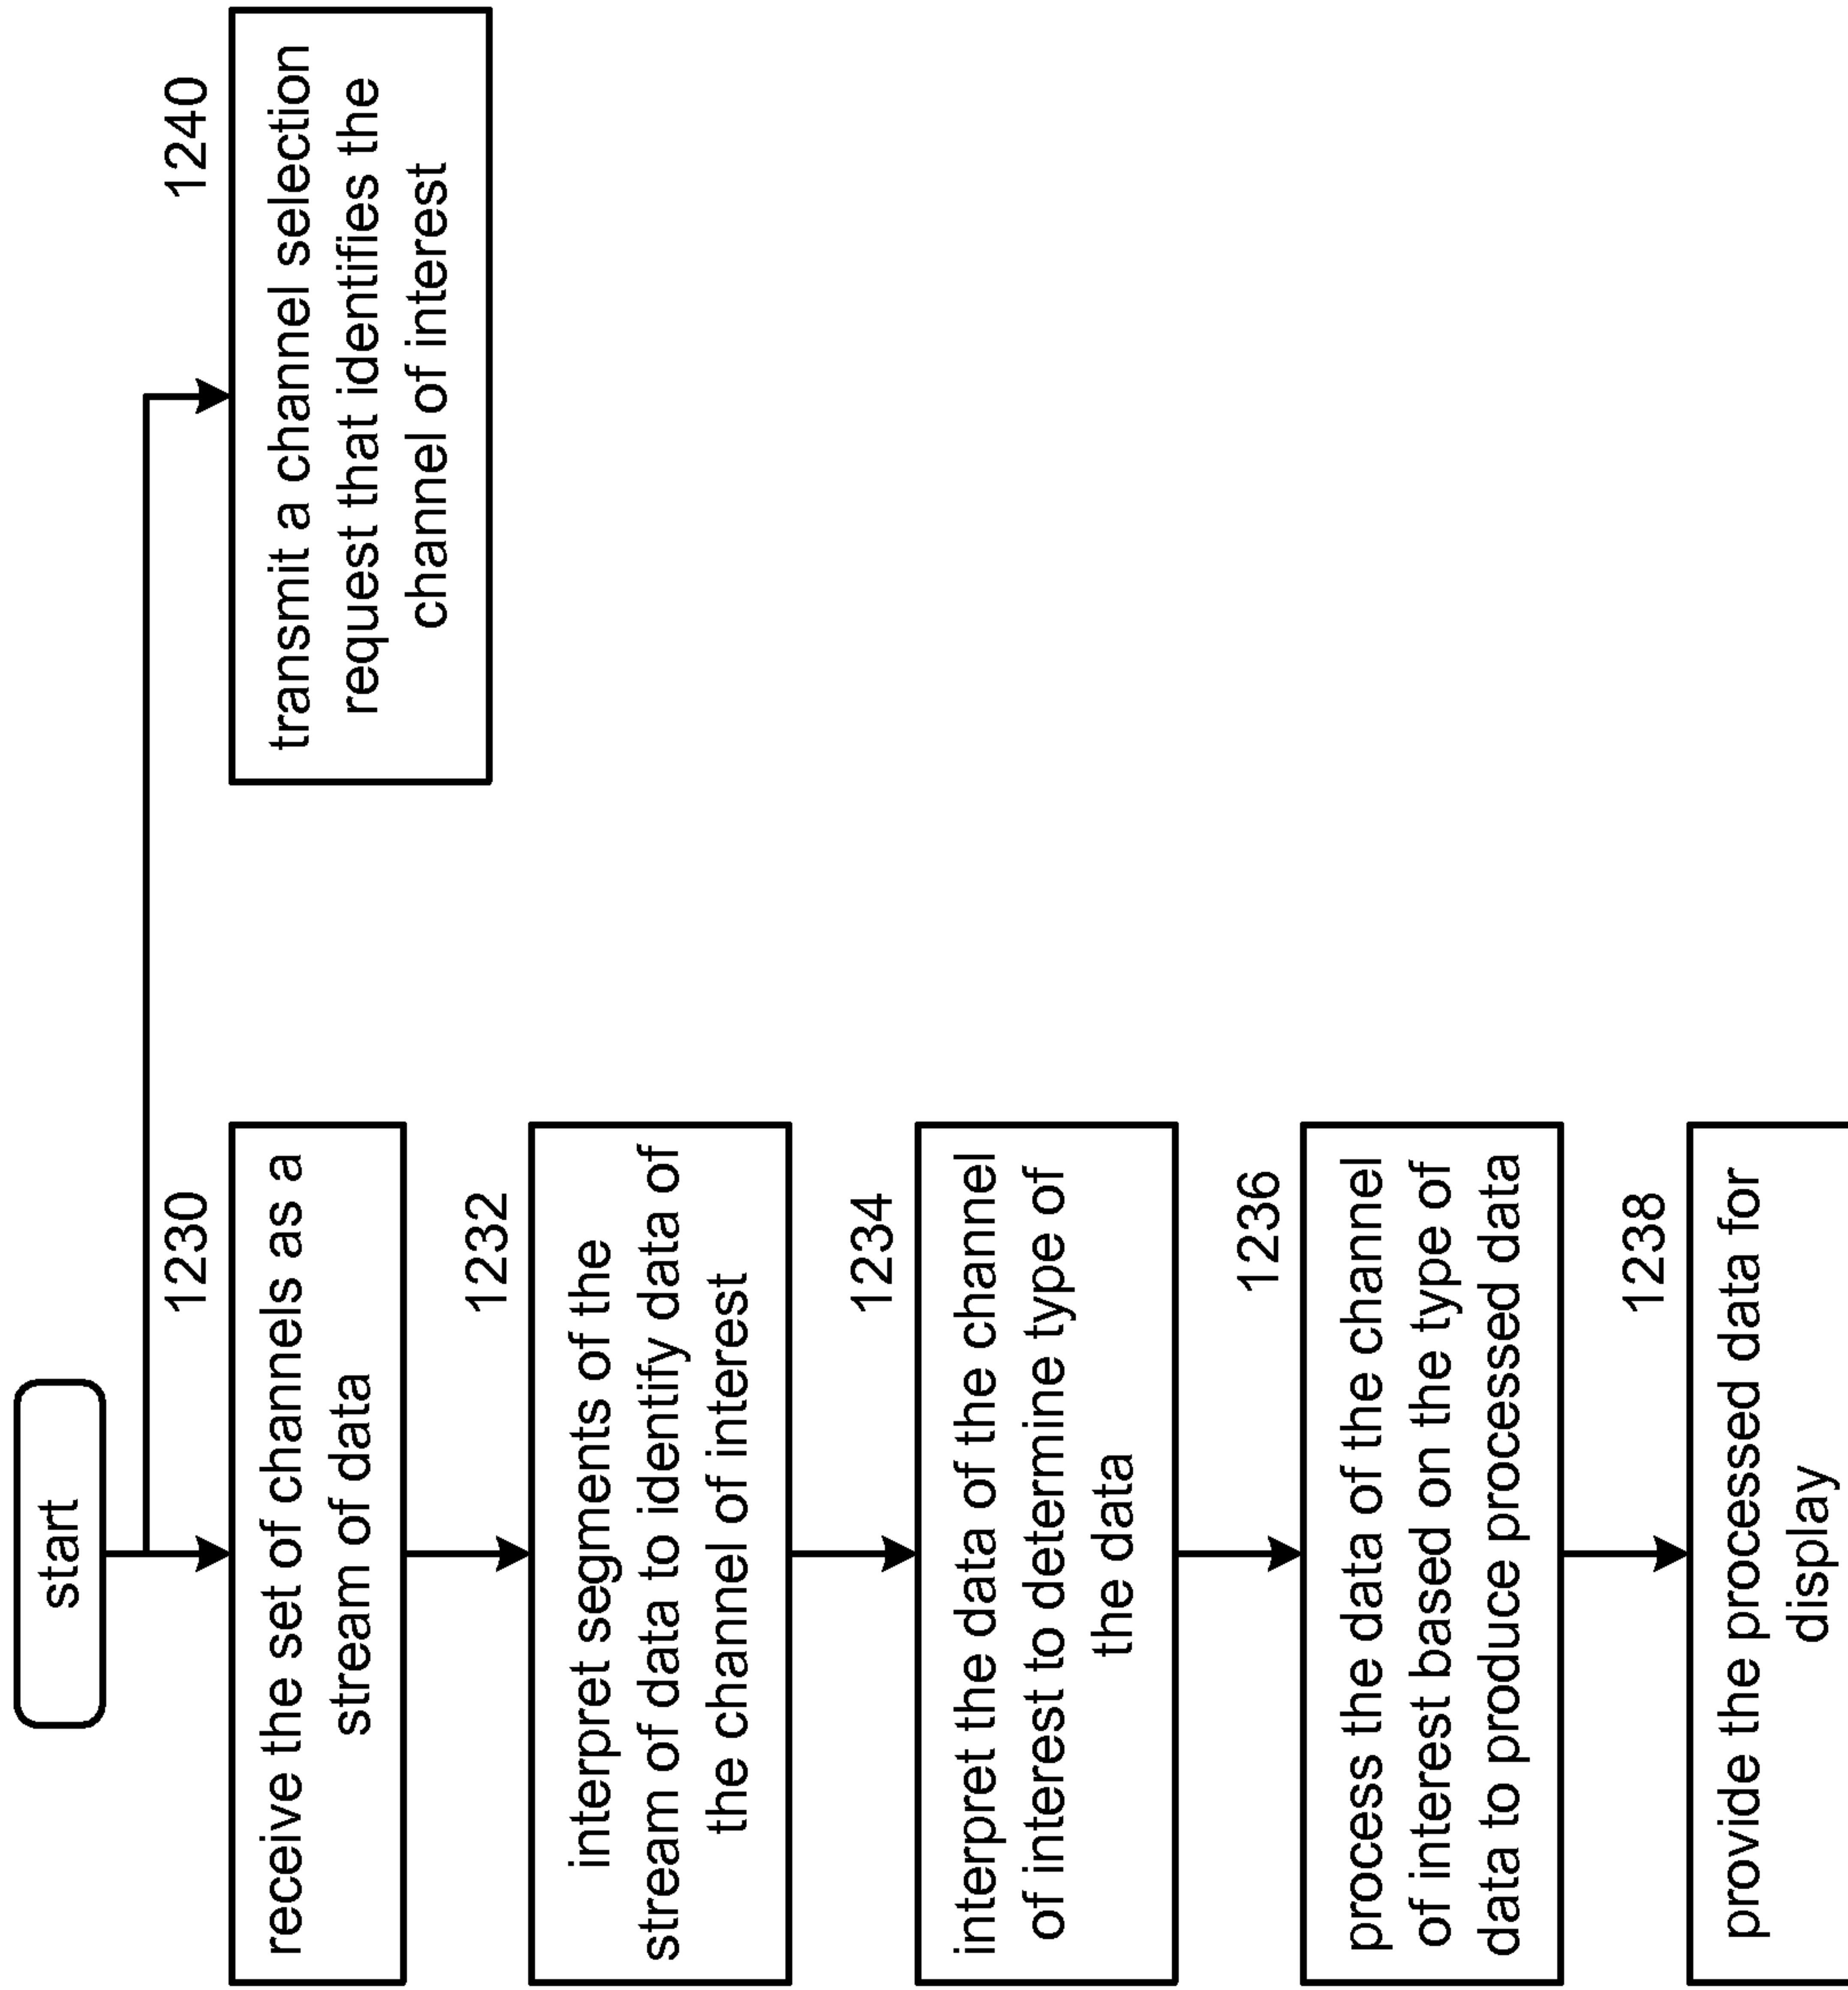 start
1230
receive the set of channels as a
stream of data
1232
interpret segments of the
stream of data to identify data of
the channel of interest
1234
interpret the data of the channel
of interest to determine type of
the data
1236
process the data of the channel
of interest based on the type of
data to produce processed data
1238
provide the processed data for
display
1240
transmit a channel selection
request that identifies the
channel of interest